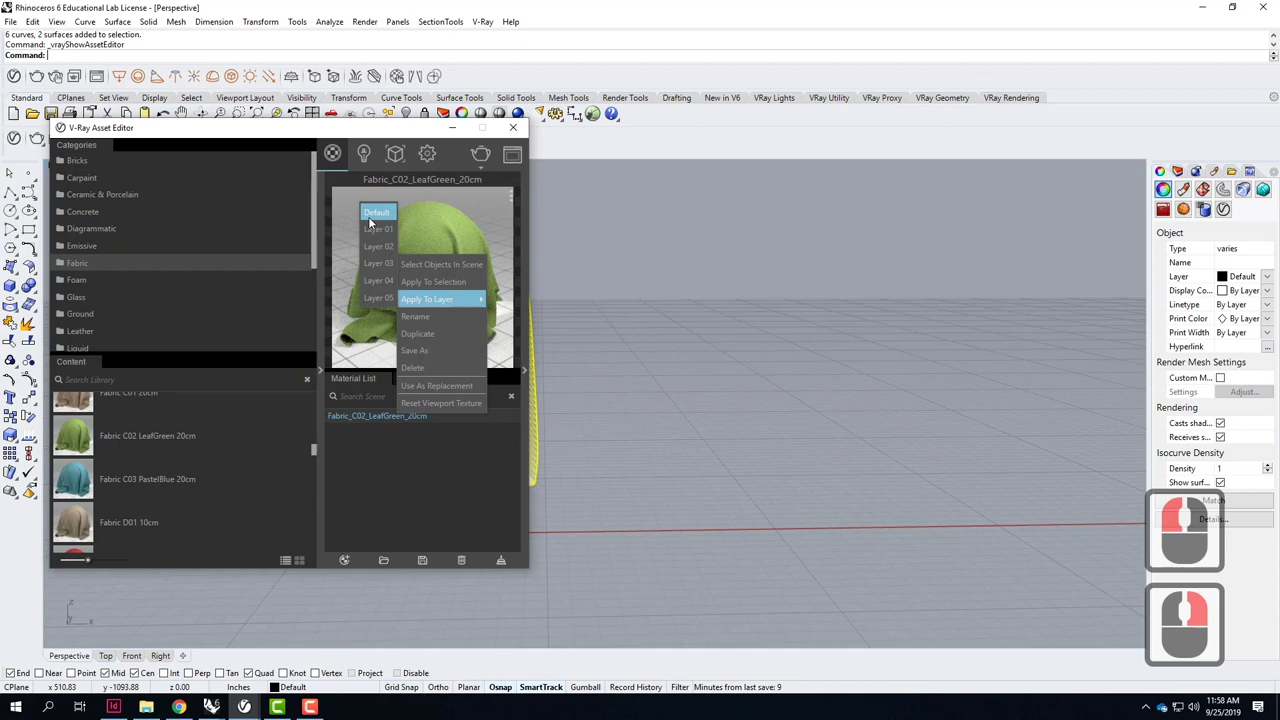 Rhinoceros 6 Educational Lab License - [Perspective]
File Edit View Curve Surface Solid Mesh Dimension Transform Tools Analyze Render Panels SectionTools V-Ray Help
6 curves, 2 surfaces added to selection.
Command: _vrayShowAssetEditor
Command:
Standard CPlanes Set View Display Select Viewport Layout Visibility Transform Curve Tools Surface Tools Solid Tools Mesh Tools Render Tools Drafting New in V6 VRay Lights VRay Utility VRay Proxy VRay Geometry VRay Rendering
V-Ray Asset Editor
Categories
Bricks
Carpaint
Ceramic & Porcelain
Concrete
Diagrammatic
Emissive
Fabric
Foam
Glass
Ground
Leather
Liquid
Content
Search Library
Fabric C01 20cm
Fabric C02 LeafGreen 20cm
Fabric C03 PastelBlue 20cm
Fabric D01 10cm
Fabric_C02_LeafGreen_20cm
Default
Layer 01
Layer 02
Layer 03
Layer 04
Layer 05
Select Objects In Scene
Apply To Selection
Apply To Layer
Rename
Duplicate
Save As
Delete
Use As Replacement
Reset Viewport Texture
Material List
Search Scene
Fabric_C02_LeafGreen_20cm
Object
Type varies
Name
Layer Default
Display Co... By Layer
Linetype By Layer
Print Color By Layer
Print Width By Layer
Hyperlink ...
Render Mesh Settings
Custom M...
Settings Adjust...
Rendering
Casts shad...
Receives s...
Isocurve Density
Density 1
Show surf...
Match
Details...
z
y x
Perspective Top Front Right
End Near Point Mid Cen Int Perp Tan Quad Knot Vertex Project Disable
CPlane x 510.83 y -1093.88 z 0.00 Inches Default Grid Snap Ortho Planar Osnap SmartTrack Gumball Record History Filter Minutes from last save: 9
11:58 AM
9/25/2019